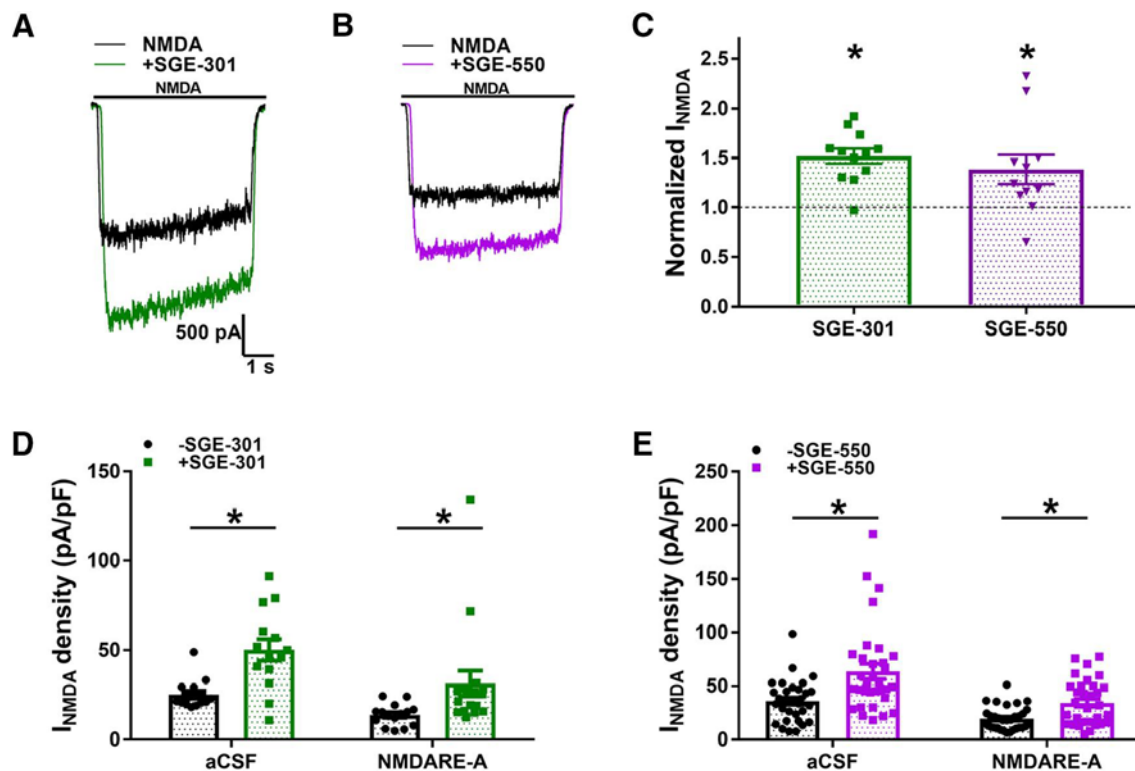 A
NMDA
+SGE-301
NMDA
500 pA
1 s
B
NMDA
+SGE-550
NMDA
C
Normalized INMDA
2.5
2.0
1.5
1.0
0.5
0.0
*
*
SGE-301
SGE-550
D
-SGE-301
+SGE-301
INMDA density (pA/pF)
150
100
50
0
*
*
aCSF
NMDARE-A
E
-SGE-550
+SGE-550
INMDA density (pA/pF)
250
200
150
100
50
0
*
*
aCSF
NMDARE-A